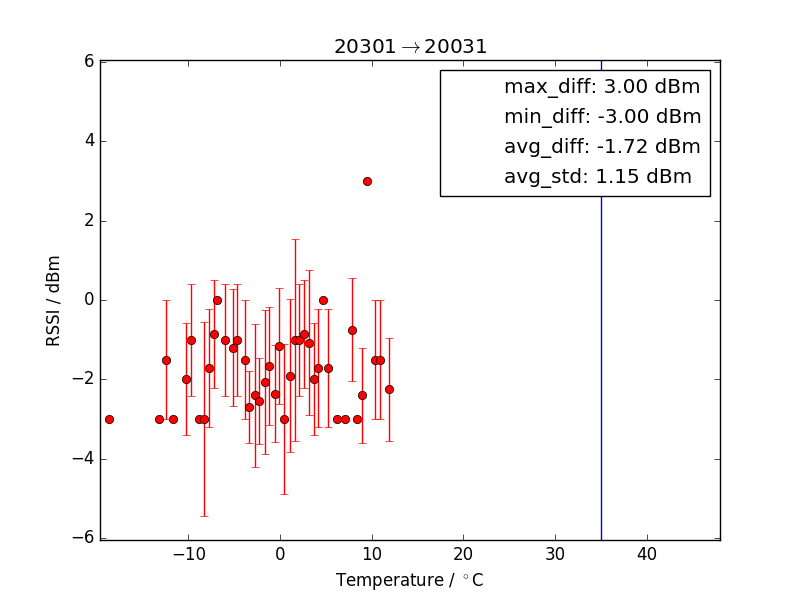 20301→20031
max_diff: 3.00 dBm
min_diff: -3.00 dBm
avg_diff: -1.72 dBm
avg_std: 1.15 dBm
6
4
2
0
−2
−4
−6
RSSI / dBm
−10 0 10 20 30 40
Temperature / °C